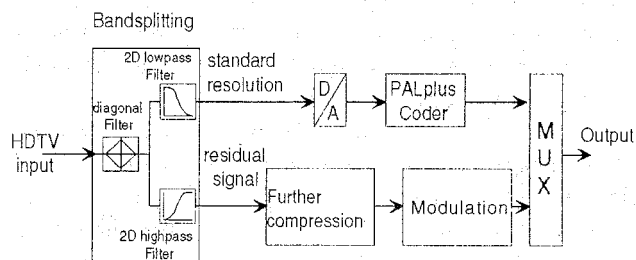 Bandsplitting
2D lowpass
Filter
standard
resolution
diagonal
Filter
D
A
PALplus
Coder
HDTV
input
M
U
X
Output
residual
signal
Further
compression
Modulation
2D highpass
Filter